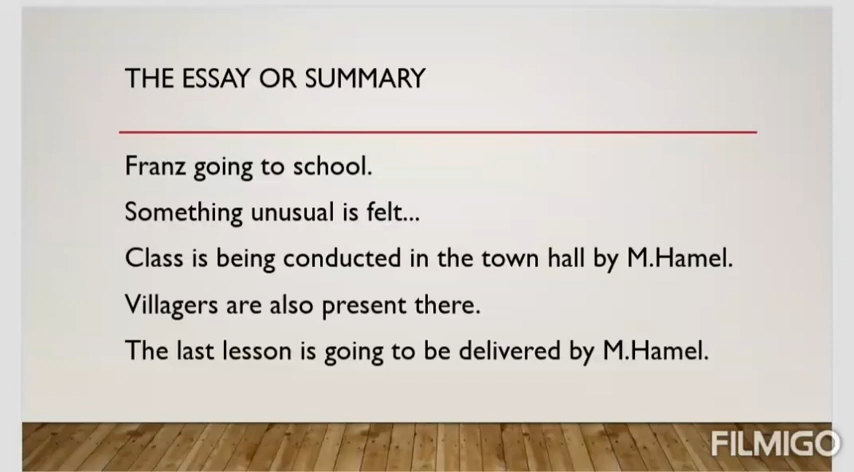 THE ESSAY OR SUMMARY
Franz going to school.
Something unusual is felt...
Class is being conducted in the town hall by M.Hamel.
Villagers are also present there.
The last lesson is going to be delivered by M.Hamel.
FILMIGO